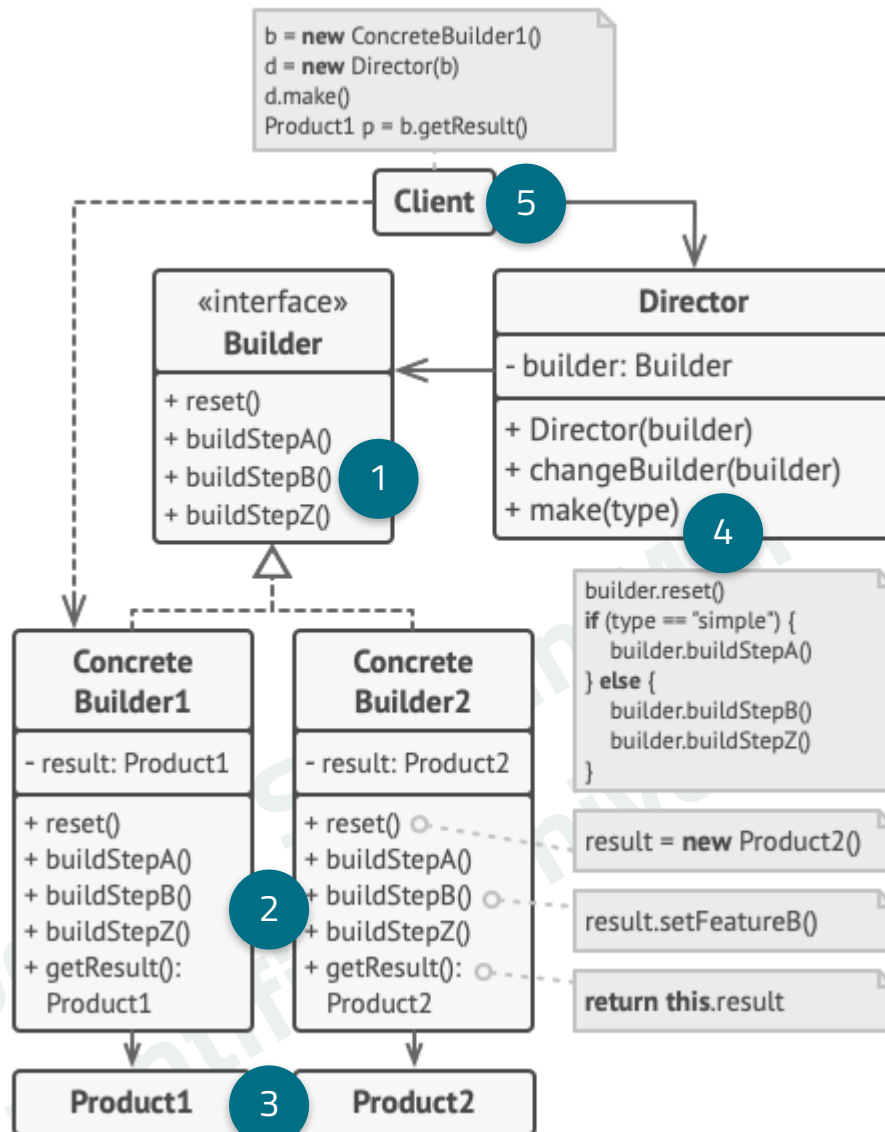 b = new ConcreteBuilder1()
d = new Director(b)
d.make()
Product1 p = b.getResult()
Client
5
«interface»
Builder
+ reset()
+ buildStepA()
+ buildStepB()
+ buildStepZ()
1
Director
- builder: Builder
+ Director(builder)
+ changeBuilder(builder)
+ make(type)
4
builder.reset()
if (type == "simple") {
builder.buildStepA()
} else {
builder.buildStepB()
builder.buildStepZ()
}
Concrete
Builder1
- result: Product1
+ reset()
+ buildStepA()
+ buildStepB()
+ buildStepZ()
+ getResult():
Product1
2
Concrete
Builder2
- result: Product2
+ reset()
+ buildStepA()
+ buildStepB()
+ buildStepZ()
+ getResult():
Product2
result = new Product2()
result.setFeatureB()
return this.result
Product1
3
Product2